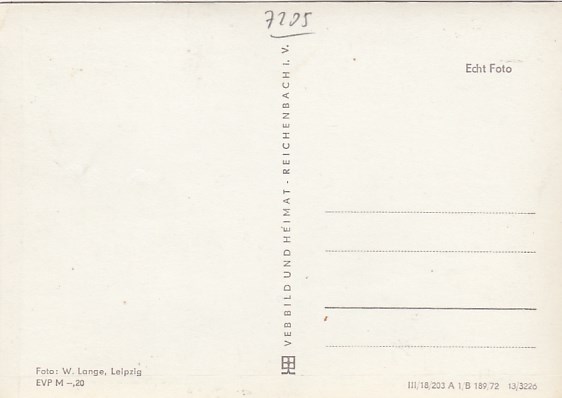 7205
Echt Foto
VEB BILD UND HEIMAT - REICHENBACH I. V.
Foto: W. Lange, Leipzig
EVP M –,20
III/18/203 A 1/B 189/72 13/3226